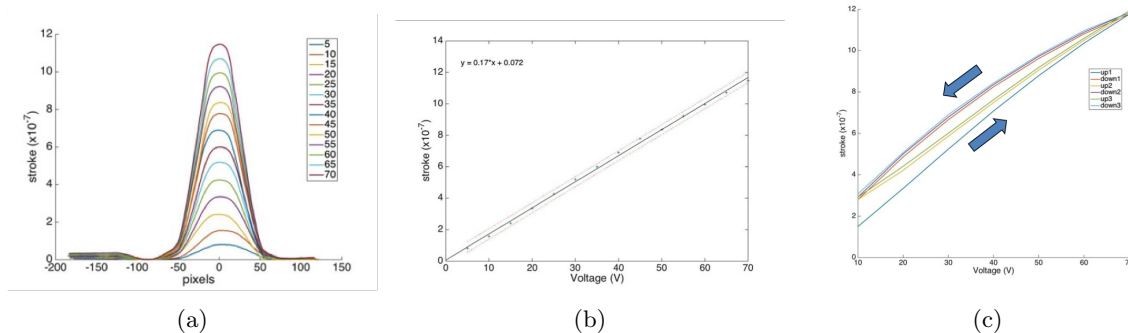 12
10
8
6
4
2
0
stroke (x10⁻⁷)
-200 -150 -100 -50 0 50 100 150
pixels
5
10
15
20
25
30
35
40
45
50
55
60
65
70
(a)
14
12
10
8
6
4
2
0
stroke (x10⁻⁷)
y = 0.17*x + 0.072
0 10 20 30 40 50 60 70
Voltage (V)
(b)
12
10
8
6
4
2
0
stroke (x10⁻⁷)
up1
down1
up2
down2
up3
down3
10 20 30 40 50 60 70
Voltage (V)
(c)